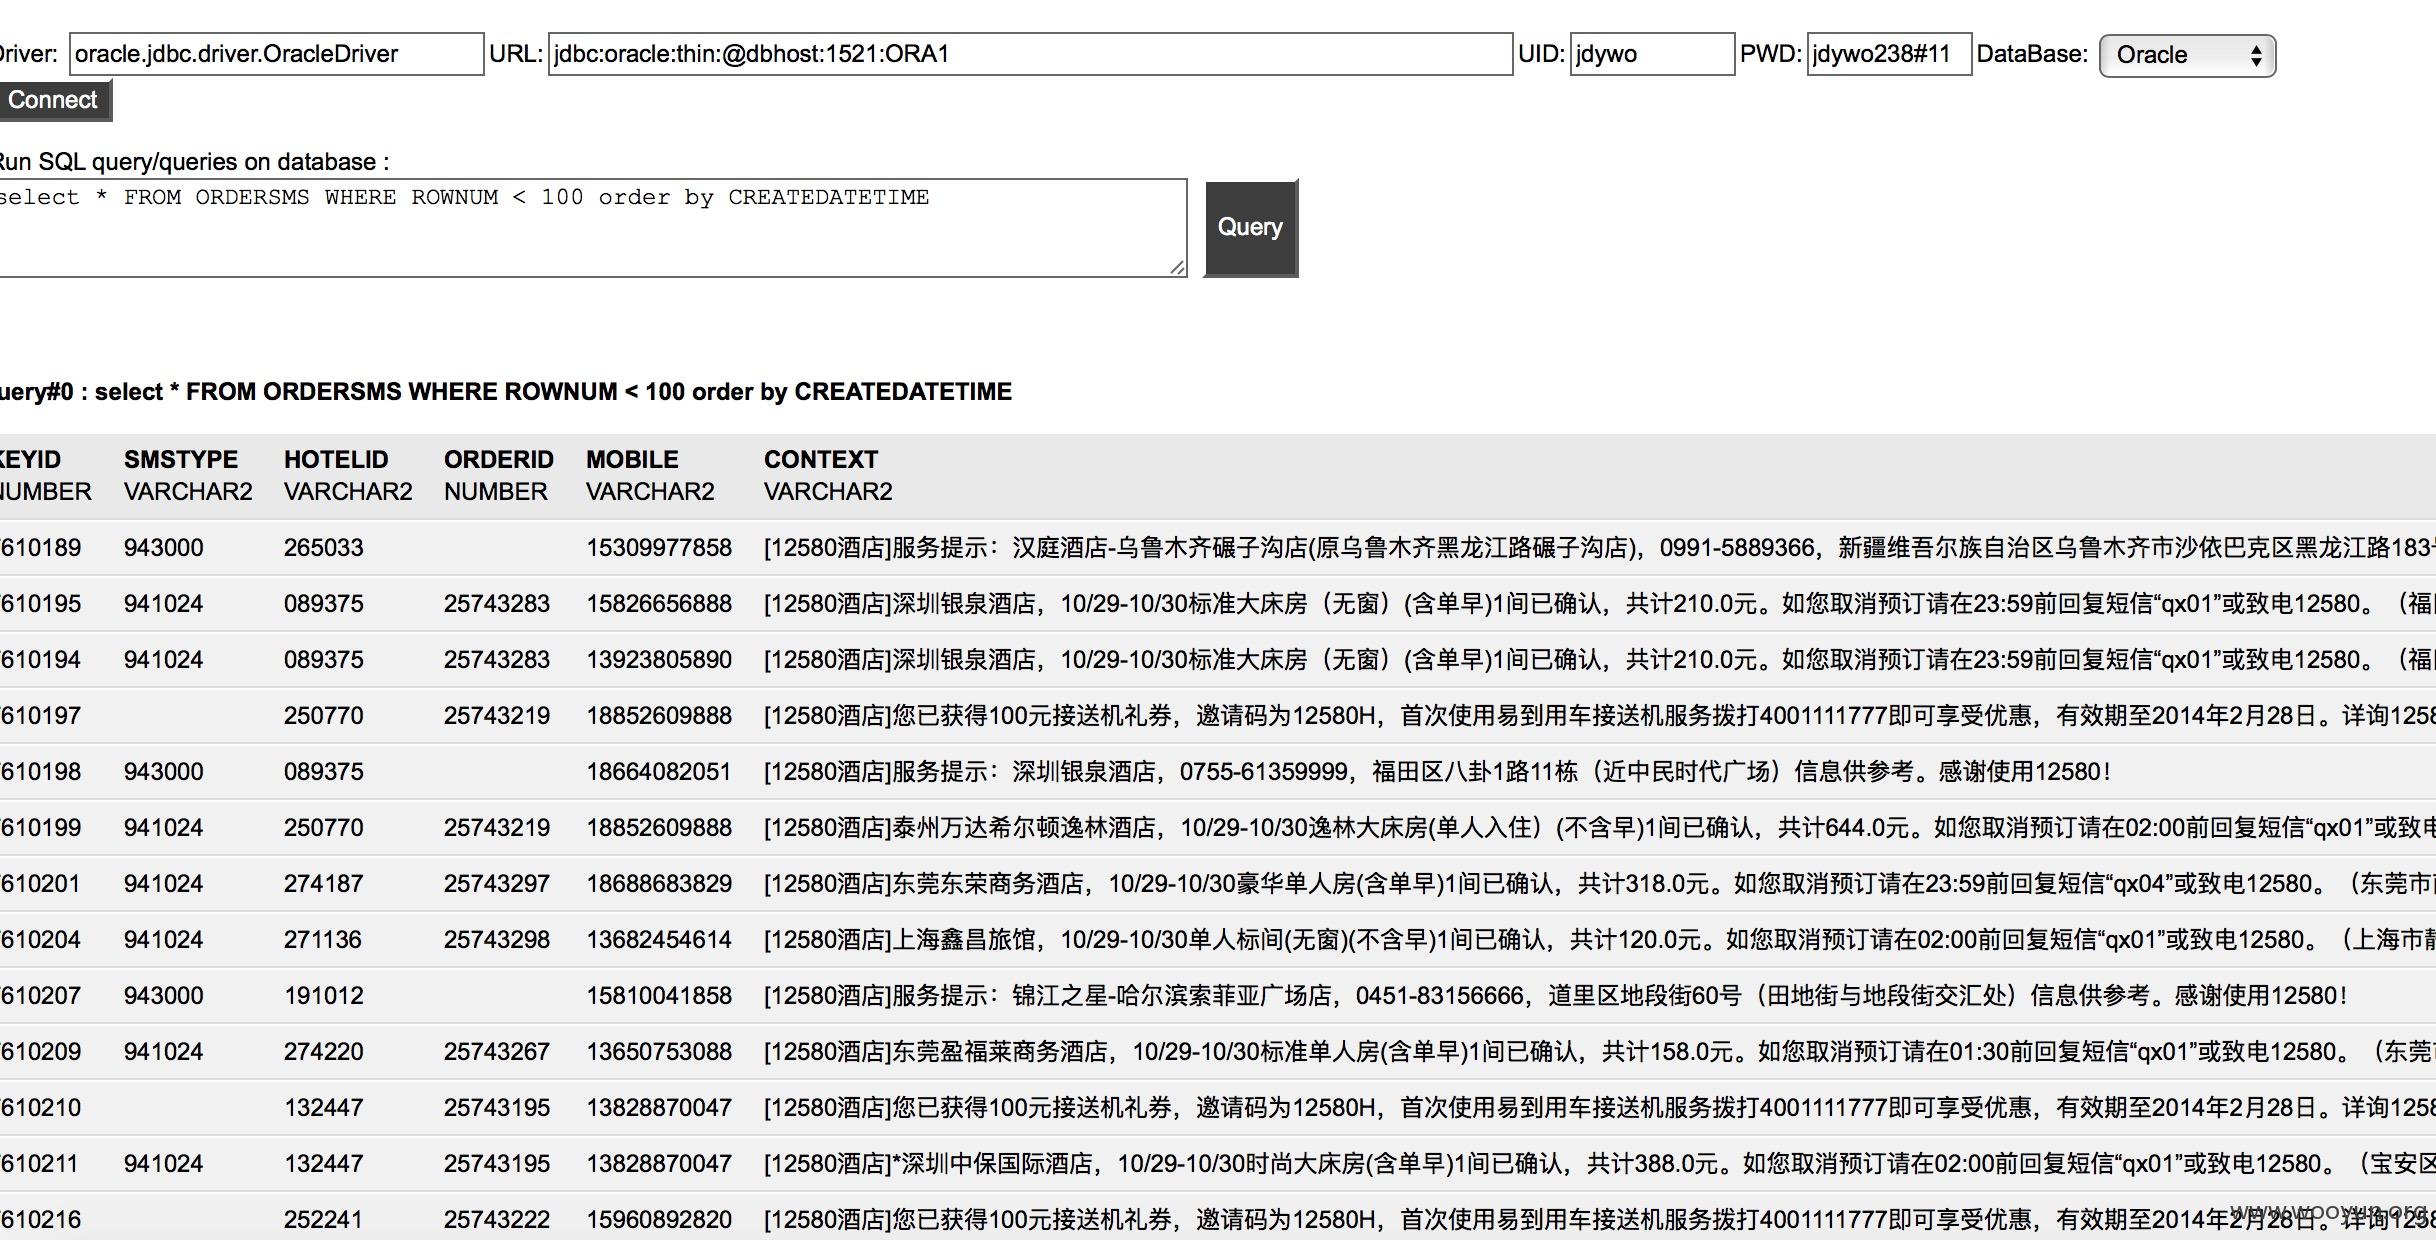 Driver: oracle.jdbc.driver.OracleDriver URL: jdbc:oracle:thin:@dbhost:1521:ORA1 UID: jdywo PWD: jdywo238#11 DataBase: Oracle
Connect
Run SQL query/queries on database :
select * FROM ORDERSMS WHERE ROWNUM < 100 order by CREATEDATETIME
Query
uery#0 : select * FROM ORDERSMS WHERE ROWNUM < 100 order by CREATEDATETIME
KEYID SMSTYPE HOTELID ORDERID MOBILE CONTEXT
NUMBER VARCHAR2 VARCHAR2 NUMBER VARCHAR2 VARCHAR2
610189 943000 265033 15309977858 [12580酒店]服务提示：汉庭酒店-乌鲁木齐碾子沟店(原乌鲁木齐黑龙江路碾子沟店)，0991-5889366，新疆维吾尔族自治区乌鲁木齐市沙依巴克区黑龙江路183
610195 941024 089375 25743283 15826656888 [12580酒店]深圳银泉酒店，10/29-10/30标准大床房（无窗）(含单早)1间已确认，共计210.0元。如您取消预订请在23:59前回复短信“qx01”或致电12580。（福
610194 941024 089375 25743283 13923805890 [12580酒店]深圳银泉酒店，10/29-10/30标准大床房（无窗）(含单早)1间已确认，共计210.0元。如您取消预订请在23:59前回复短信“qx01”或致电12580。（福
610197 250770 25743219 18852609888 [12580酒店]您已获得100元接送机礼券，邀请码为12580H，首次使用易到用车接送机服务拨打4001111777即可享受优惠，有效期至2014年2月28日。详询1258
610198 943000 089375 18664082051 [12580酒店]服务提示：深圳银泉酒店，0755-61359999，福田区八卦1路11栋（近中民时代广场）信息供参考。感谢使用12580！
610199 941024 250770 25743219 18852609888 [12580酒店]泰州万达希尔顿逸林酒店，10/29-10/30逸林大床房(单人入住）(不含早)1间已确认，共计644.0元。如您取消预订请在02:00前回复短信“qx01”或致
610201 941024 274187 25743297 18688683829 [12580酒店]东莞东荣商务酒店，10/29-10/30豪华单人房(含单早)1间已确认，共计318.0元。如您取消预订请在23:59前回复短信“qx04”或致电12580。（东莞市
610204 941024 271136 25743298 13682454614 [12580酒店]上海鑫昌旅馆，10/29-10/30单人标间(无窗)(不含早)1间已确认，共计120.0元。如您取消预订请在02:00前回复短信“qx01”或致电12580。（上海市
610207 943000 191012 15810041858 [12580酒店]服务提示：锦江之星-哈尔滨索菲亚广场店，0451-83156666，道里区地段街60号（田地街与地段街交汇处）信息供参考。感谢使用12580！
610209 941024 274220 25743267 13650753088 [12580酒店]东莞盈福莱商务酒店，10/29-10/30标准单人房(含单早)1间已确认，共计158.0元。如您取消预订请在01:30前回复短信“qx01”或致电12580。（东莞
610210 132447 25743195 13828870047 [12580酒店]您已获得100元接送机礼券，邀请码为12580H，首次使用易到用车接送机服务拨打4001111777即可享受优惠，有效期至2014年2月28日。详询1258
610211 941024 132447 25743195 13828870047 [12580酒店]*深圳中保国际酒店，10/29-10/30时尚大床房(含单早)1间已确认，共计388.0元。如您取消预订请在02:00前回复短信“qx01”或致电12580。（宝安区
610216 252241 25743222 15960892820 [12580酒店]您已获得100元接送机礼券，邀请码为12580H，首次使用易到用车接送机服务拨打4001111777即可享受优惠，有效期至2014年2月28日。详询1258
www.wooyun.org